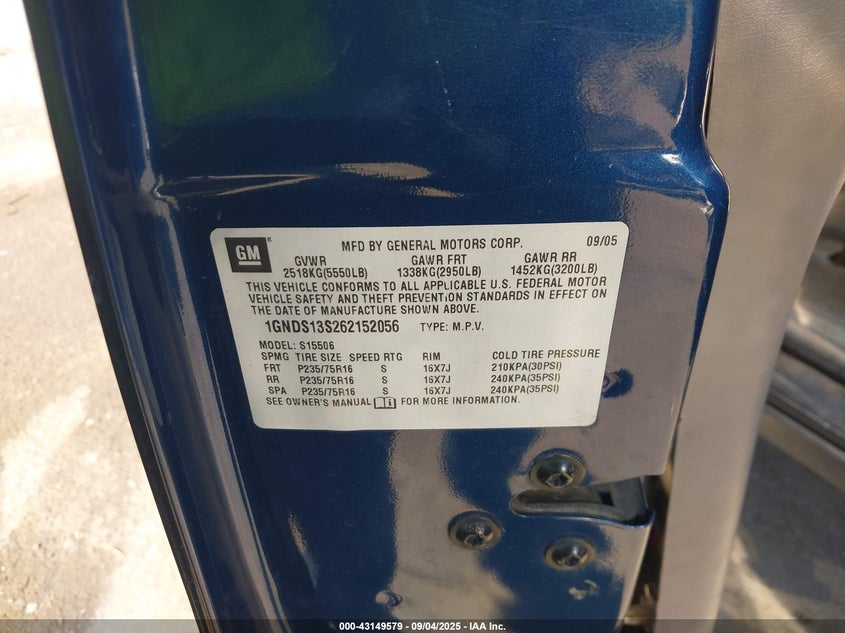 GM
MFD BY GENERAL MOTORS CORP. 09/05
GVWR GAWR FRT GAWR RR
2518KG(5550LB) 1338KG(2950LB) 1452KG(3200LB)
THIS VEHICLE CONFORMS TO ALL APPLICABLE U.S. FEDERAL MOTOR
VEHICLE SAFETY AND THEFT PREVENTION STANDARDS IN EFFECT ON
THE DATE OF MANUFACTURE SHOWN ABOVE.
1GNDS13S262152056 TYPE: M.P.V.
MODEL: S15506
SPMG TIRE SIZE SPEED RTG RIM COLD TIRE PRESSURE
FRT P235/75R16 S 16X7J 210KPA(30PSI)
RR P235/75R16 S 16X7J 240KPA(35PSI)
SPA P235/75R16 S 16X7J 240KPA(35PSI)
SEE OWNER'S MANUAL FOR MORE INFORMATION.
000-43149579 - 09/04/2025 - IAA Inc.